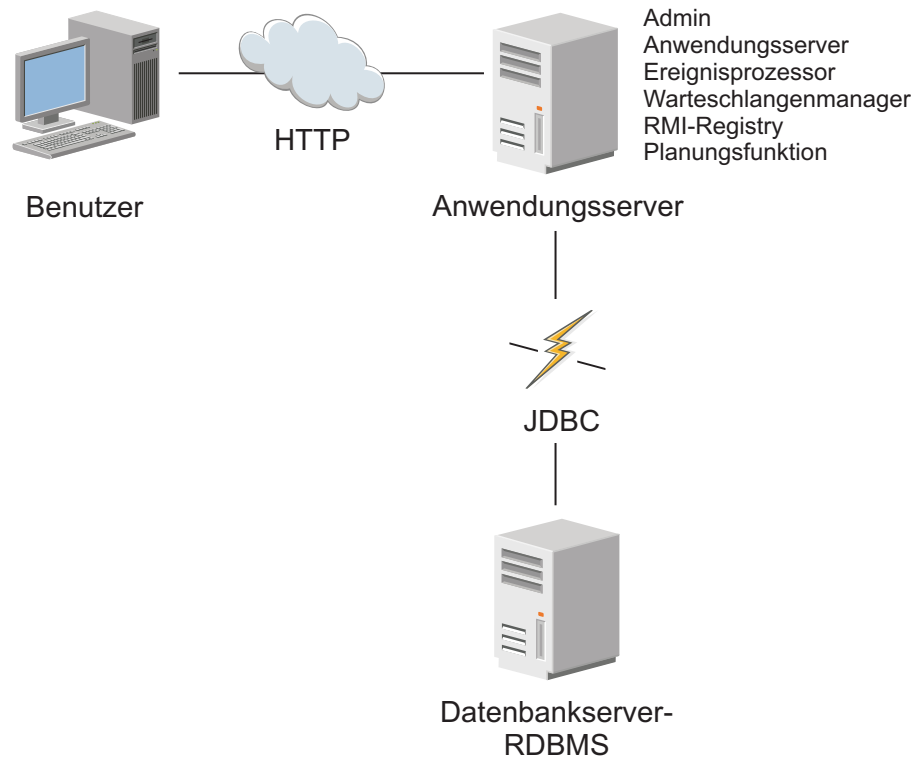 Admin
Anwendungsserver
Ereignisprozessor
Warteschlangenmanager
RMI-Registry
Planungsfunktion
HTTP
Benutzer
Anwendungsserver
JDBC
Datenbankserver-
RDBMS